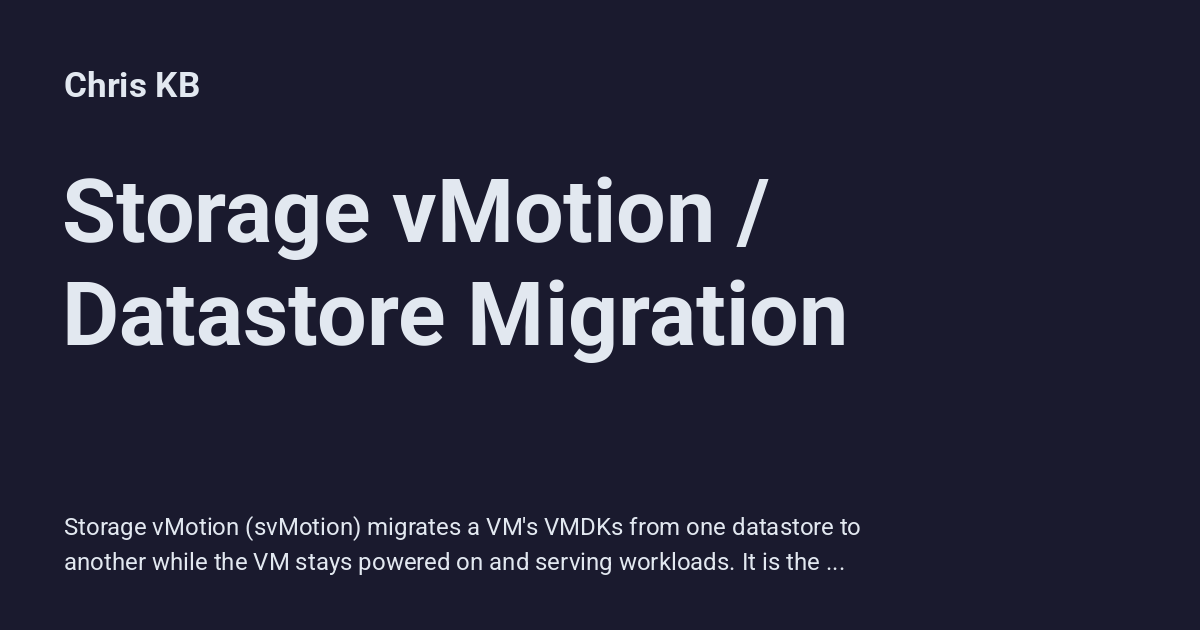 Chris KB
Storage vMotion /
Datastore Migration
Storage vMotion (svMotion) migrates a VM's VMDKs from one datastore to
another while the VM stays powered on and serving workloads. It is the ...